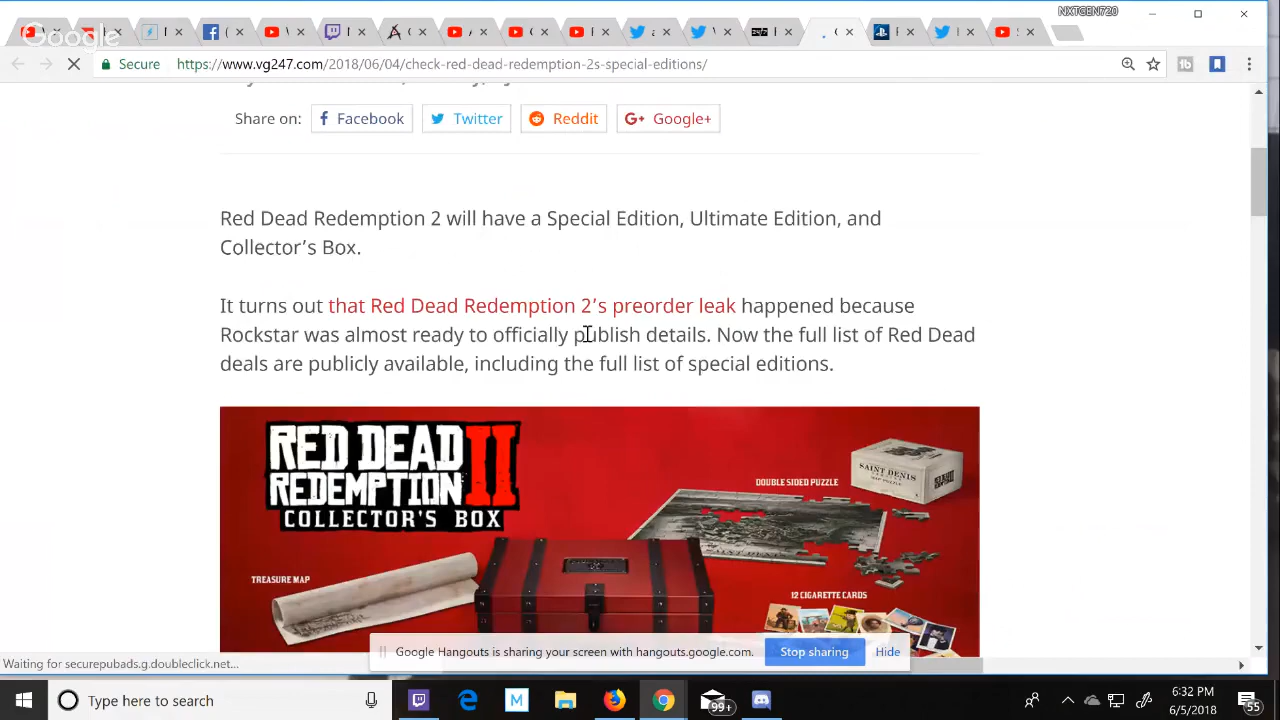 NXTGEN720
Google
Secure
https://www.vg247.com/2018/06/04/check-red-dead-redemption-2s-special-editions/
Share on:
Facebook
Twitter
Reddit
G+ Google+
Red Dead Redemption 2 will have a Special Edition, Ultimate Edition, and
Collector's Box.
It turns out that Red Dead Redemption 2's preorder leak happened because
Rockstar was almost ready to officially publish details. Now the full list of Red Dead
deals are publicly available, including the full list of special editions.
RED DEAD
REDEMPTION II
COLLECTOR'S BOX
DOUBLE SIDED PUZZLE
SAINT DENIS
MAP PUZZLE
TREASURE MAP
12 CIGARETTE CARDS
Google Hangouts is sharing your screen with hangouts.google.com.
Stop sharing
Hide
Waiting for securepubads.g.doubleclick.net...
Type here to search
99+
6:32 PM
6/5/2018
55